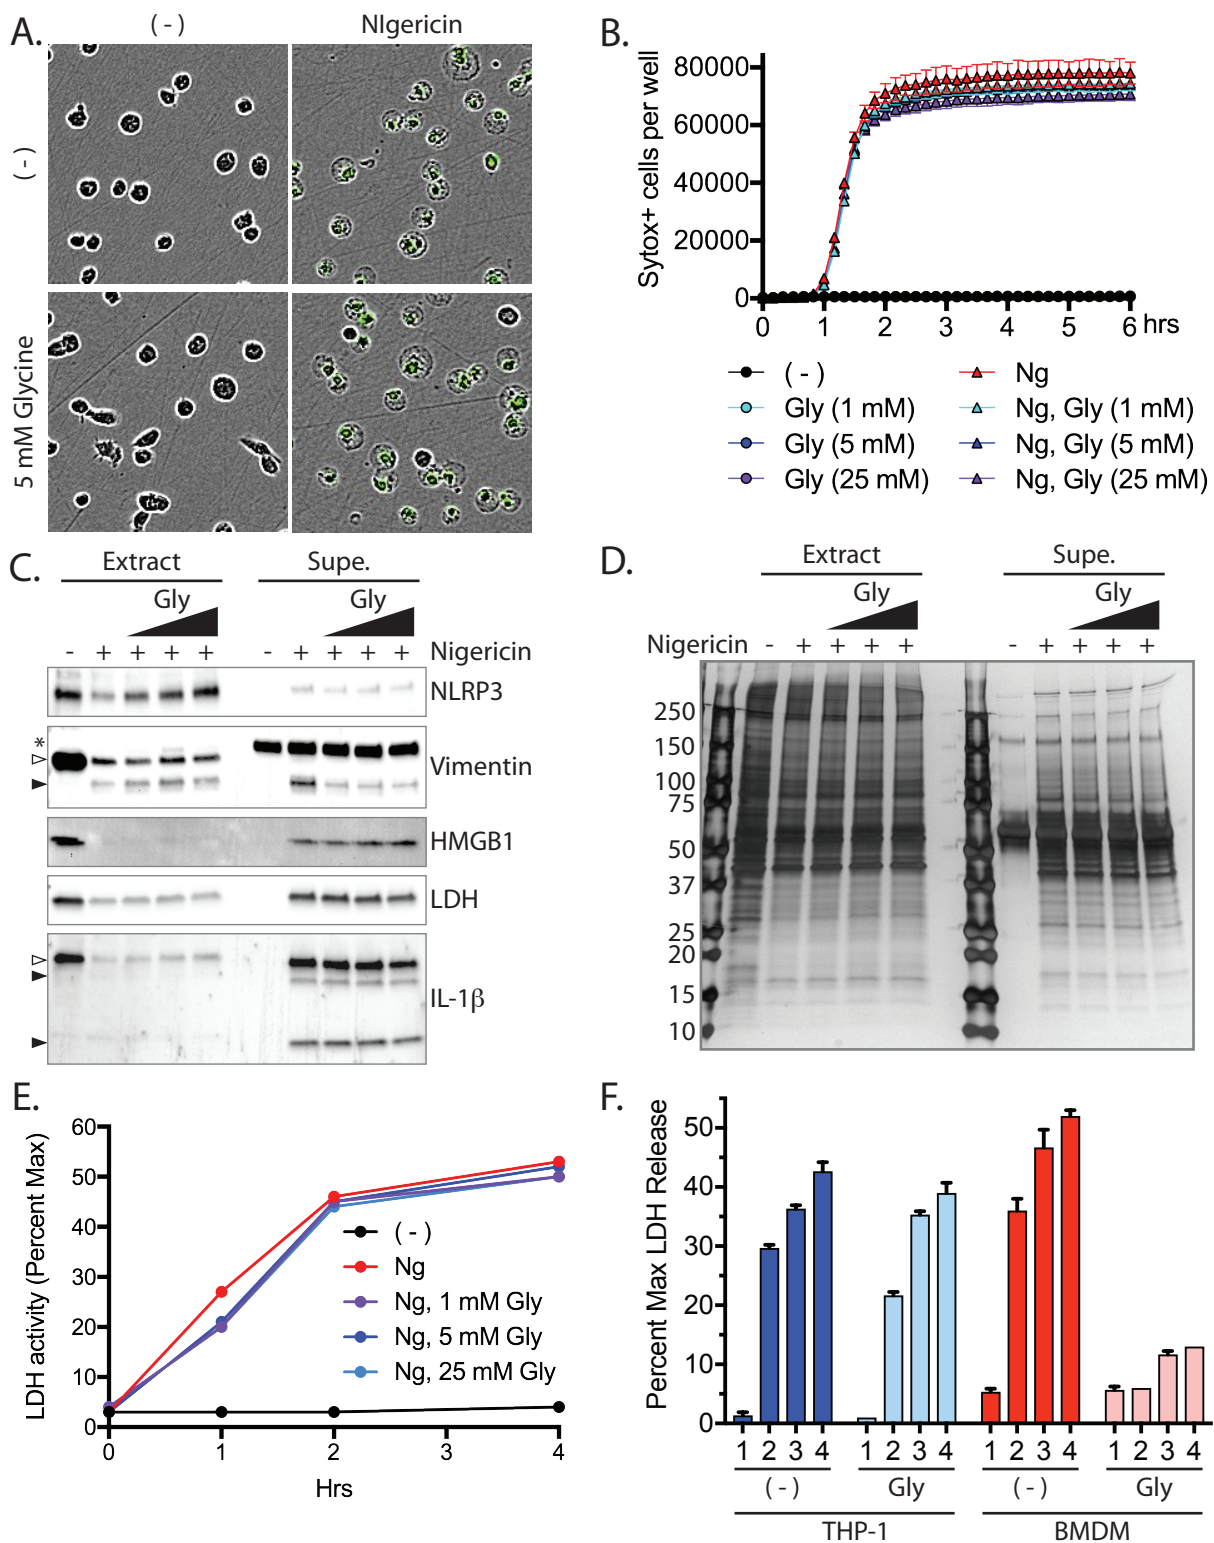 A.
( - )
NIgericin
( - )
5 mM Glycine
B.
Sytox+ cells per well
80000
60000
40000
20000
0
0 1 2 3 4 5 6 hrs
( - ) Ng
Gly (1 mM) Ng, Gly (1 mM)
Gly (5 mM) Ng, Gly (5 mM)
Gly (25 mM) Ng, Gly (25 mM)
C.
Extract Supe.
Gly Gly
- + + + + - + + + + Nigericin
NLRP3
*
Vimentin
HMGB1
LDH
IL-1β
D.
Extract Supe.
Gly Gly
Nigericin - + + + + - + + + +
250
150
100
75
50
37
25
20
15
10
E.
LDH activity (Percent Max)
60
50
40
30
20
10
0
0 1 2 3 4
Hrs
( - )
Ng
Ng, 1 mM Gly
Ng, 5 mM Gly
Ng, 25 mM Gly
F.
Percent Max LDH Release
50
40
30
20
10
0
1 2 3 4 1 2 3 4 1 2 3 4 1 2 3 4
( - ) Gly ( - ) Gly
THP-1 BMDM